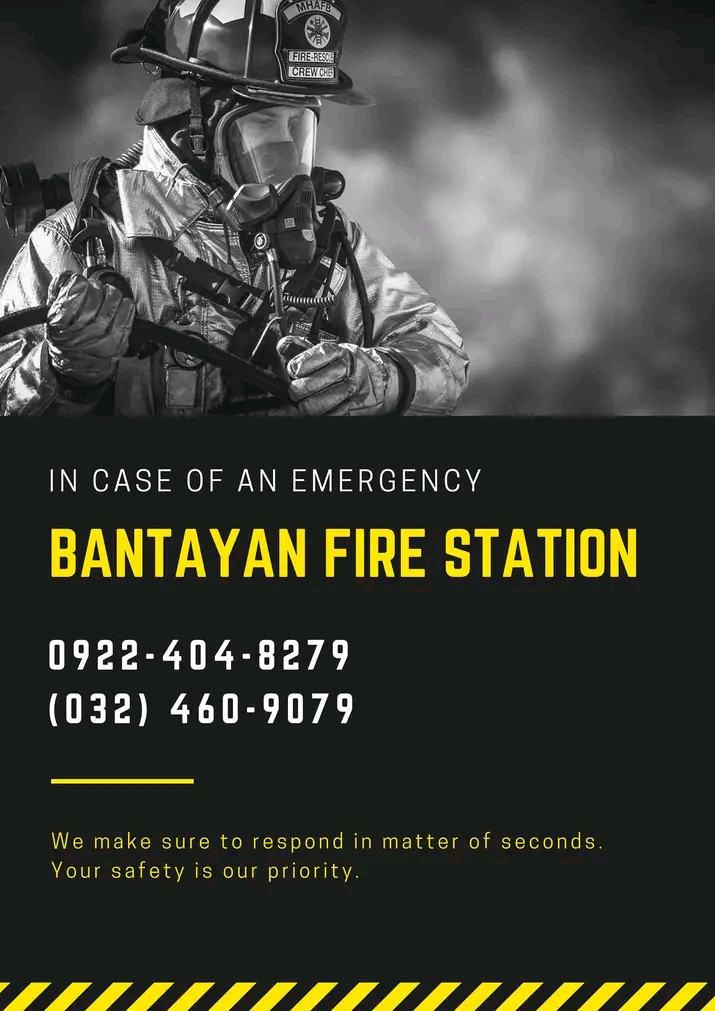 MHAFB
FIRE-RESCUE
CREW CHIEF
IN CASE OF AN EMERGENCY
BANTAYAN FIRE STATION
0922-404-8279
(032) 460-9079
We make sure to respond in matter of seconds.
Your safety is our priority.